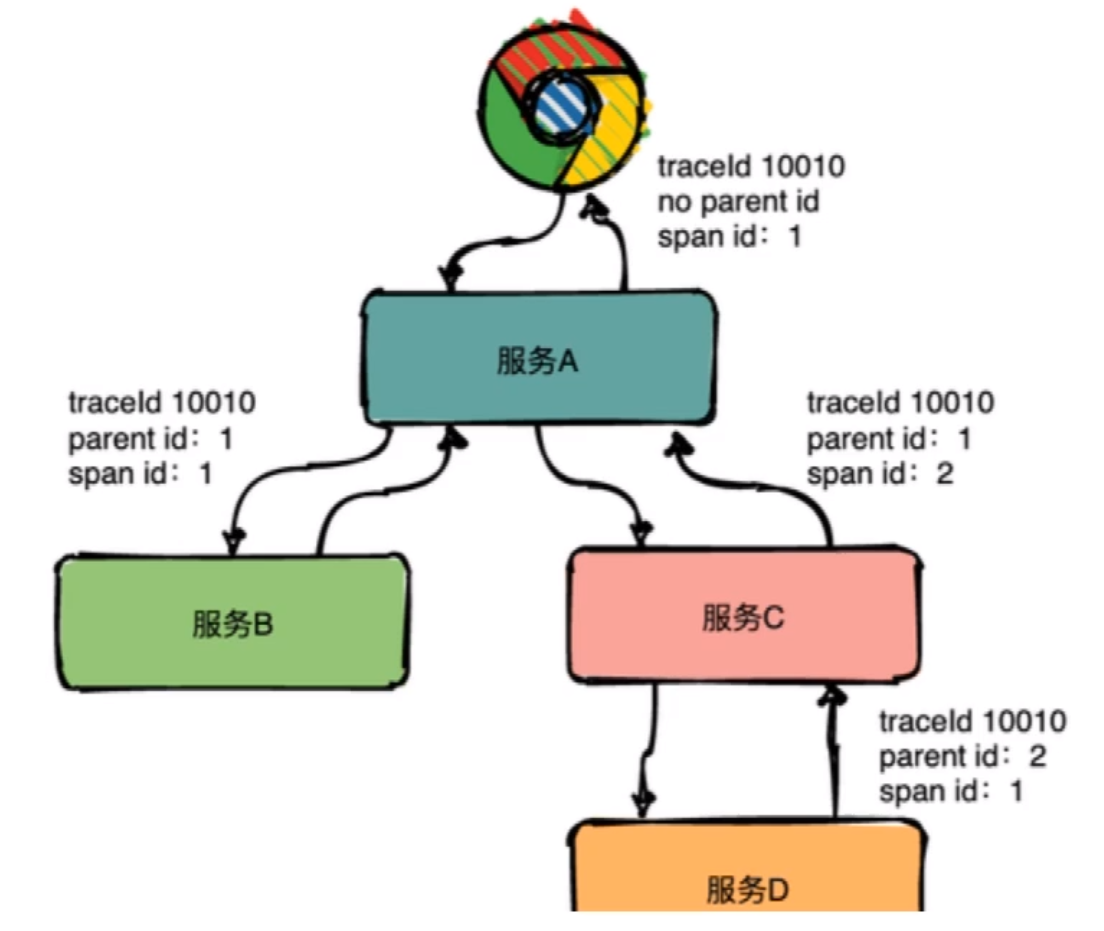 traceId 10010
no parent id
span id：1
服务A
traceId 10010
parent id：1
span id：1
traceId 10010
parent id：1
span id：2
服务B
服务C
traceId 10010
parent id：2
span id：1
服务D